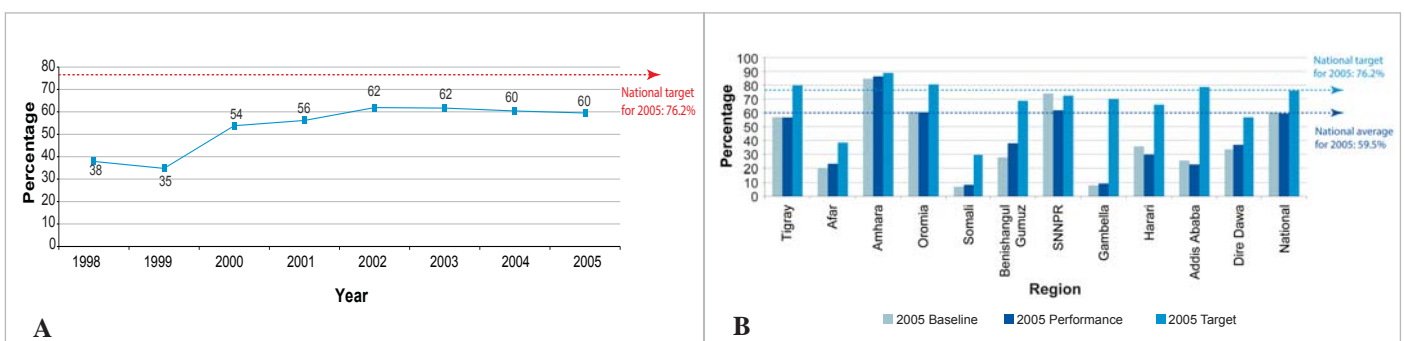 Percentage
80
70
60
50
40
30
20
10
0
38
35
54
56
62
62
60
60
National target
for 2005: 76.2%
1998 1999 2000 2001 2002 2003 2004 2005
Year
A
Percentage
100
90
80
70
60
50
40
30
20
10
0
National target
for 2005: 76.2%
National average
for 2005: 59.5%
Tigray
Afar
Amhara
Oromia
Somali
Benishangul
Gumuz
SNNPR
Gambella
Harari
Addis Ababa
Dire Dawa
National
Region
2005 Baseline 2005 Performance 2005 Target
B